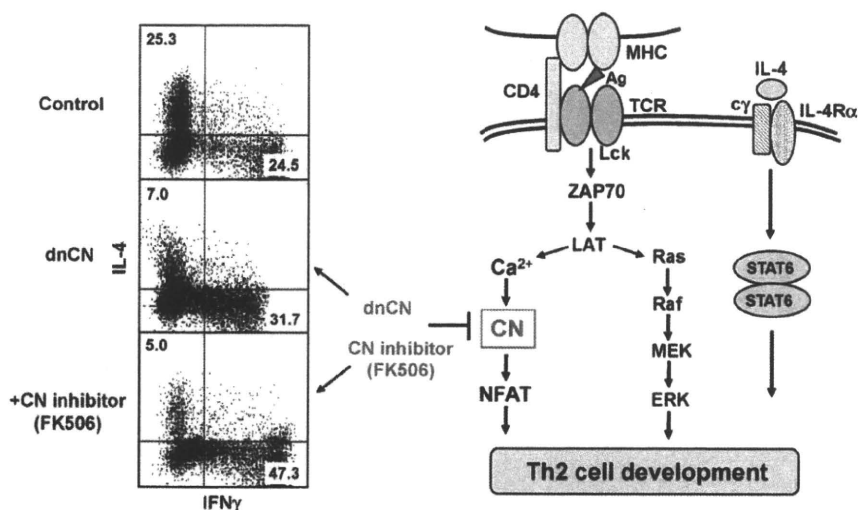 25.3
Control
24.5
7.0
dnCN
IL-4
31.7
5.0
+CN inhibitor
(FK506)
47.3
IFNγ
dnCN
CN inhibitor
(FK506)
MHC
Ag
CD4
TCR
Lck
ZAP70
LAT
Ca²⁺
CN
NFAT
Ras
Raf
MEK
ERK
IL-4
cγ
IL-4Rα
STAT6
STAT6
Th2 cell development